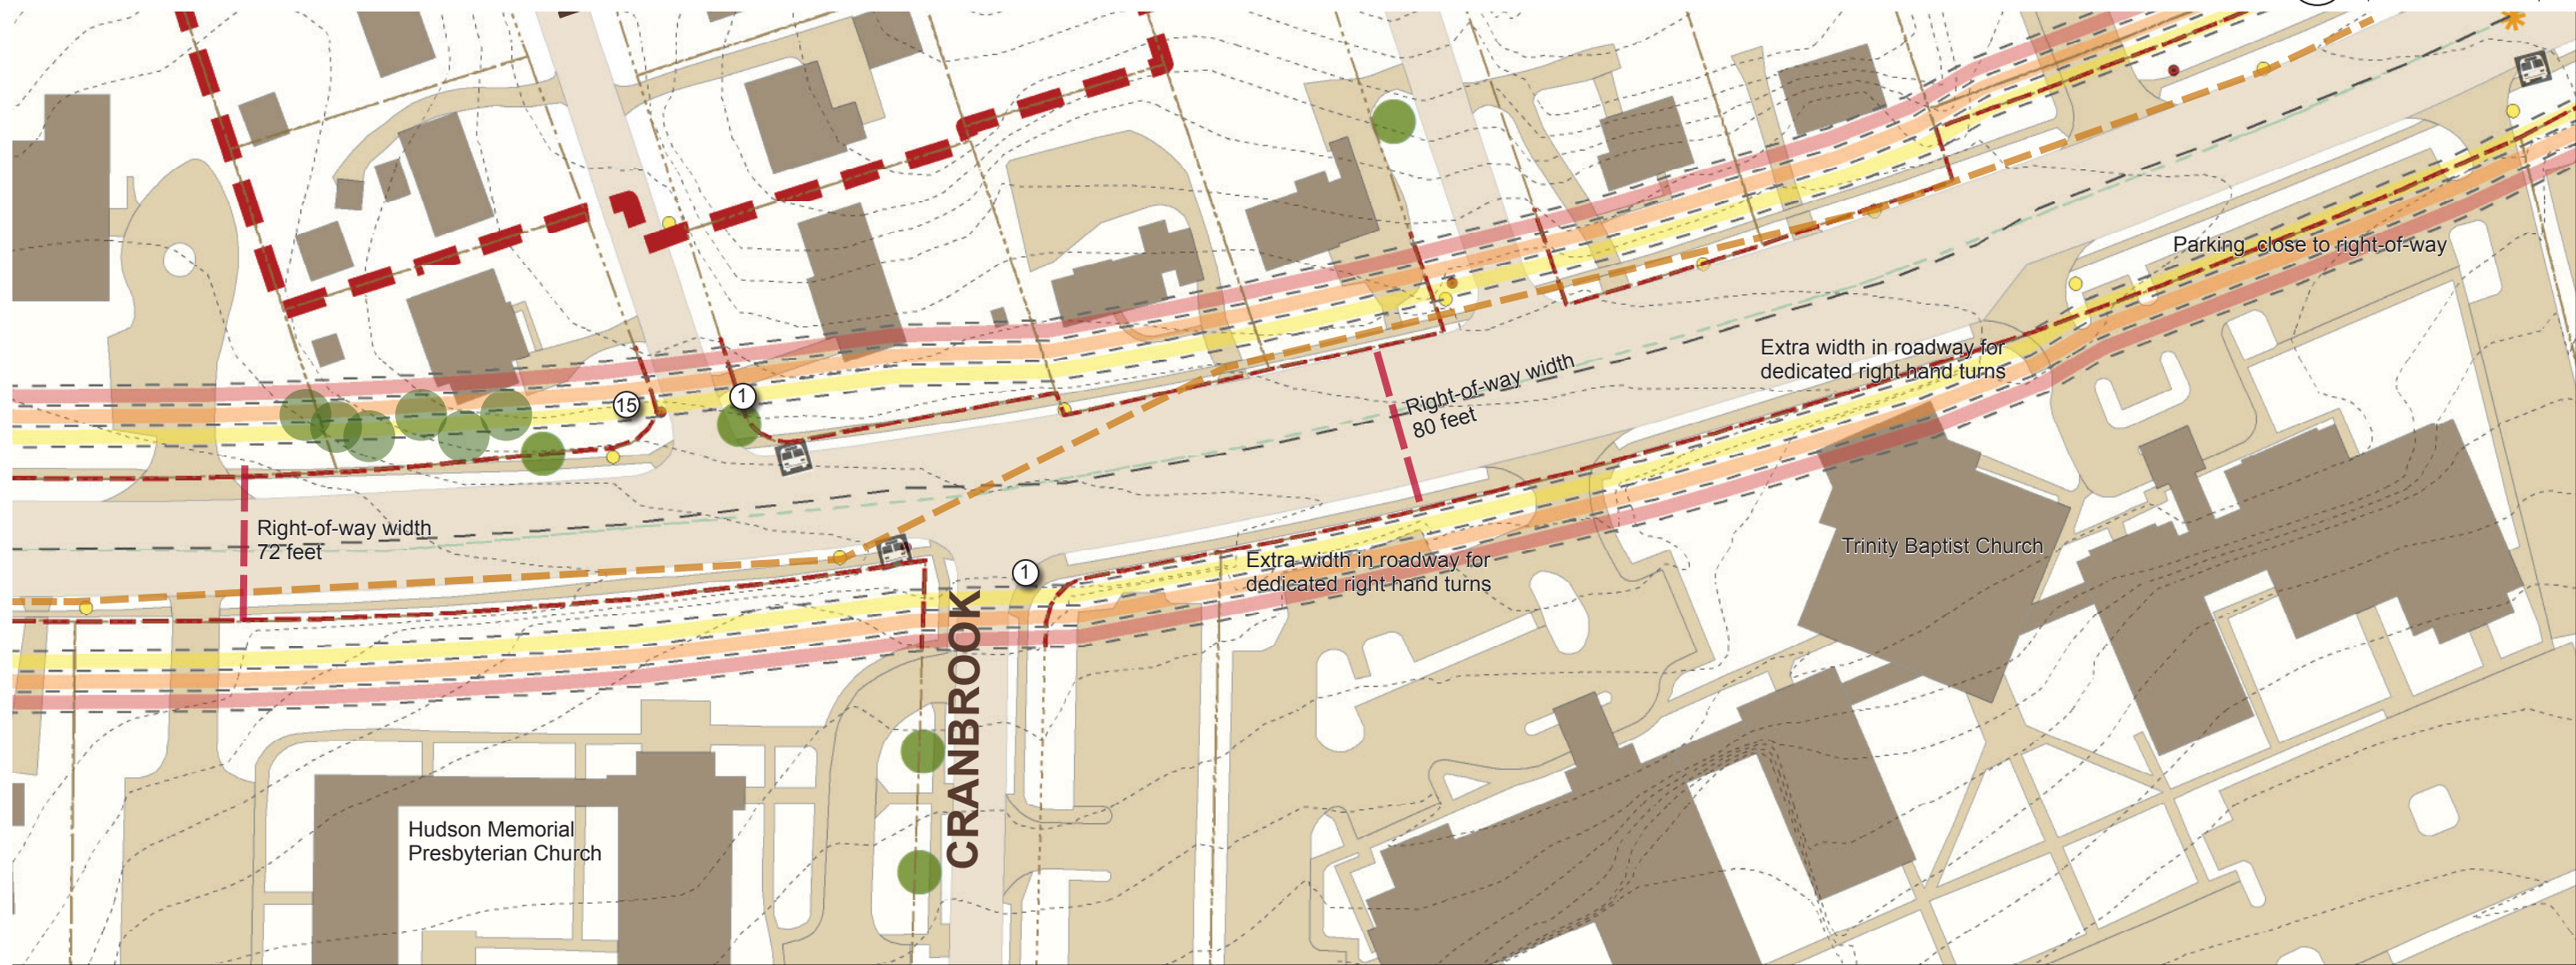 Parking  close to right-of-way
Extra width in roadway for
dedicated right hand turns
Right-of-way width
80 feet
15
1
Right-of-way width
72 feet
Trinity Baptist Church
Extra width in roadway for
dedicated right hand turns
1
CRANBROOK
Hudson Memorial
Presbyterian Church